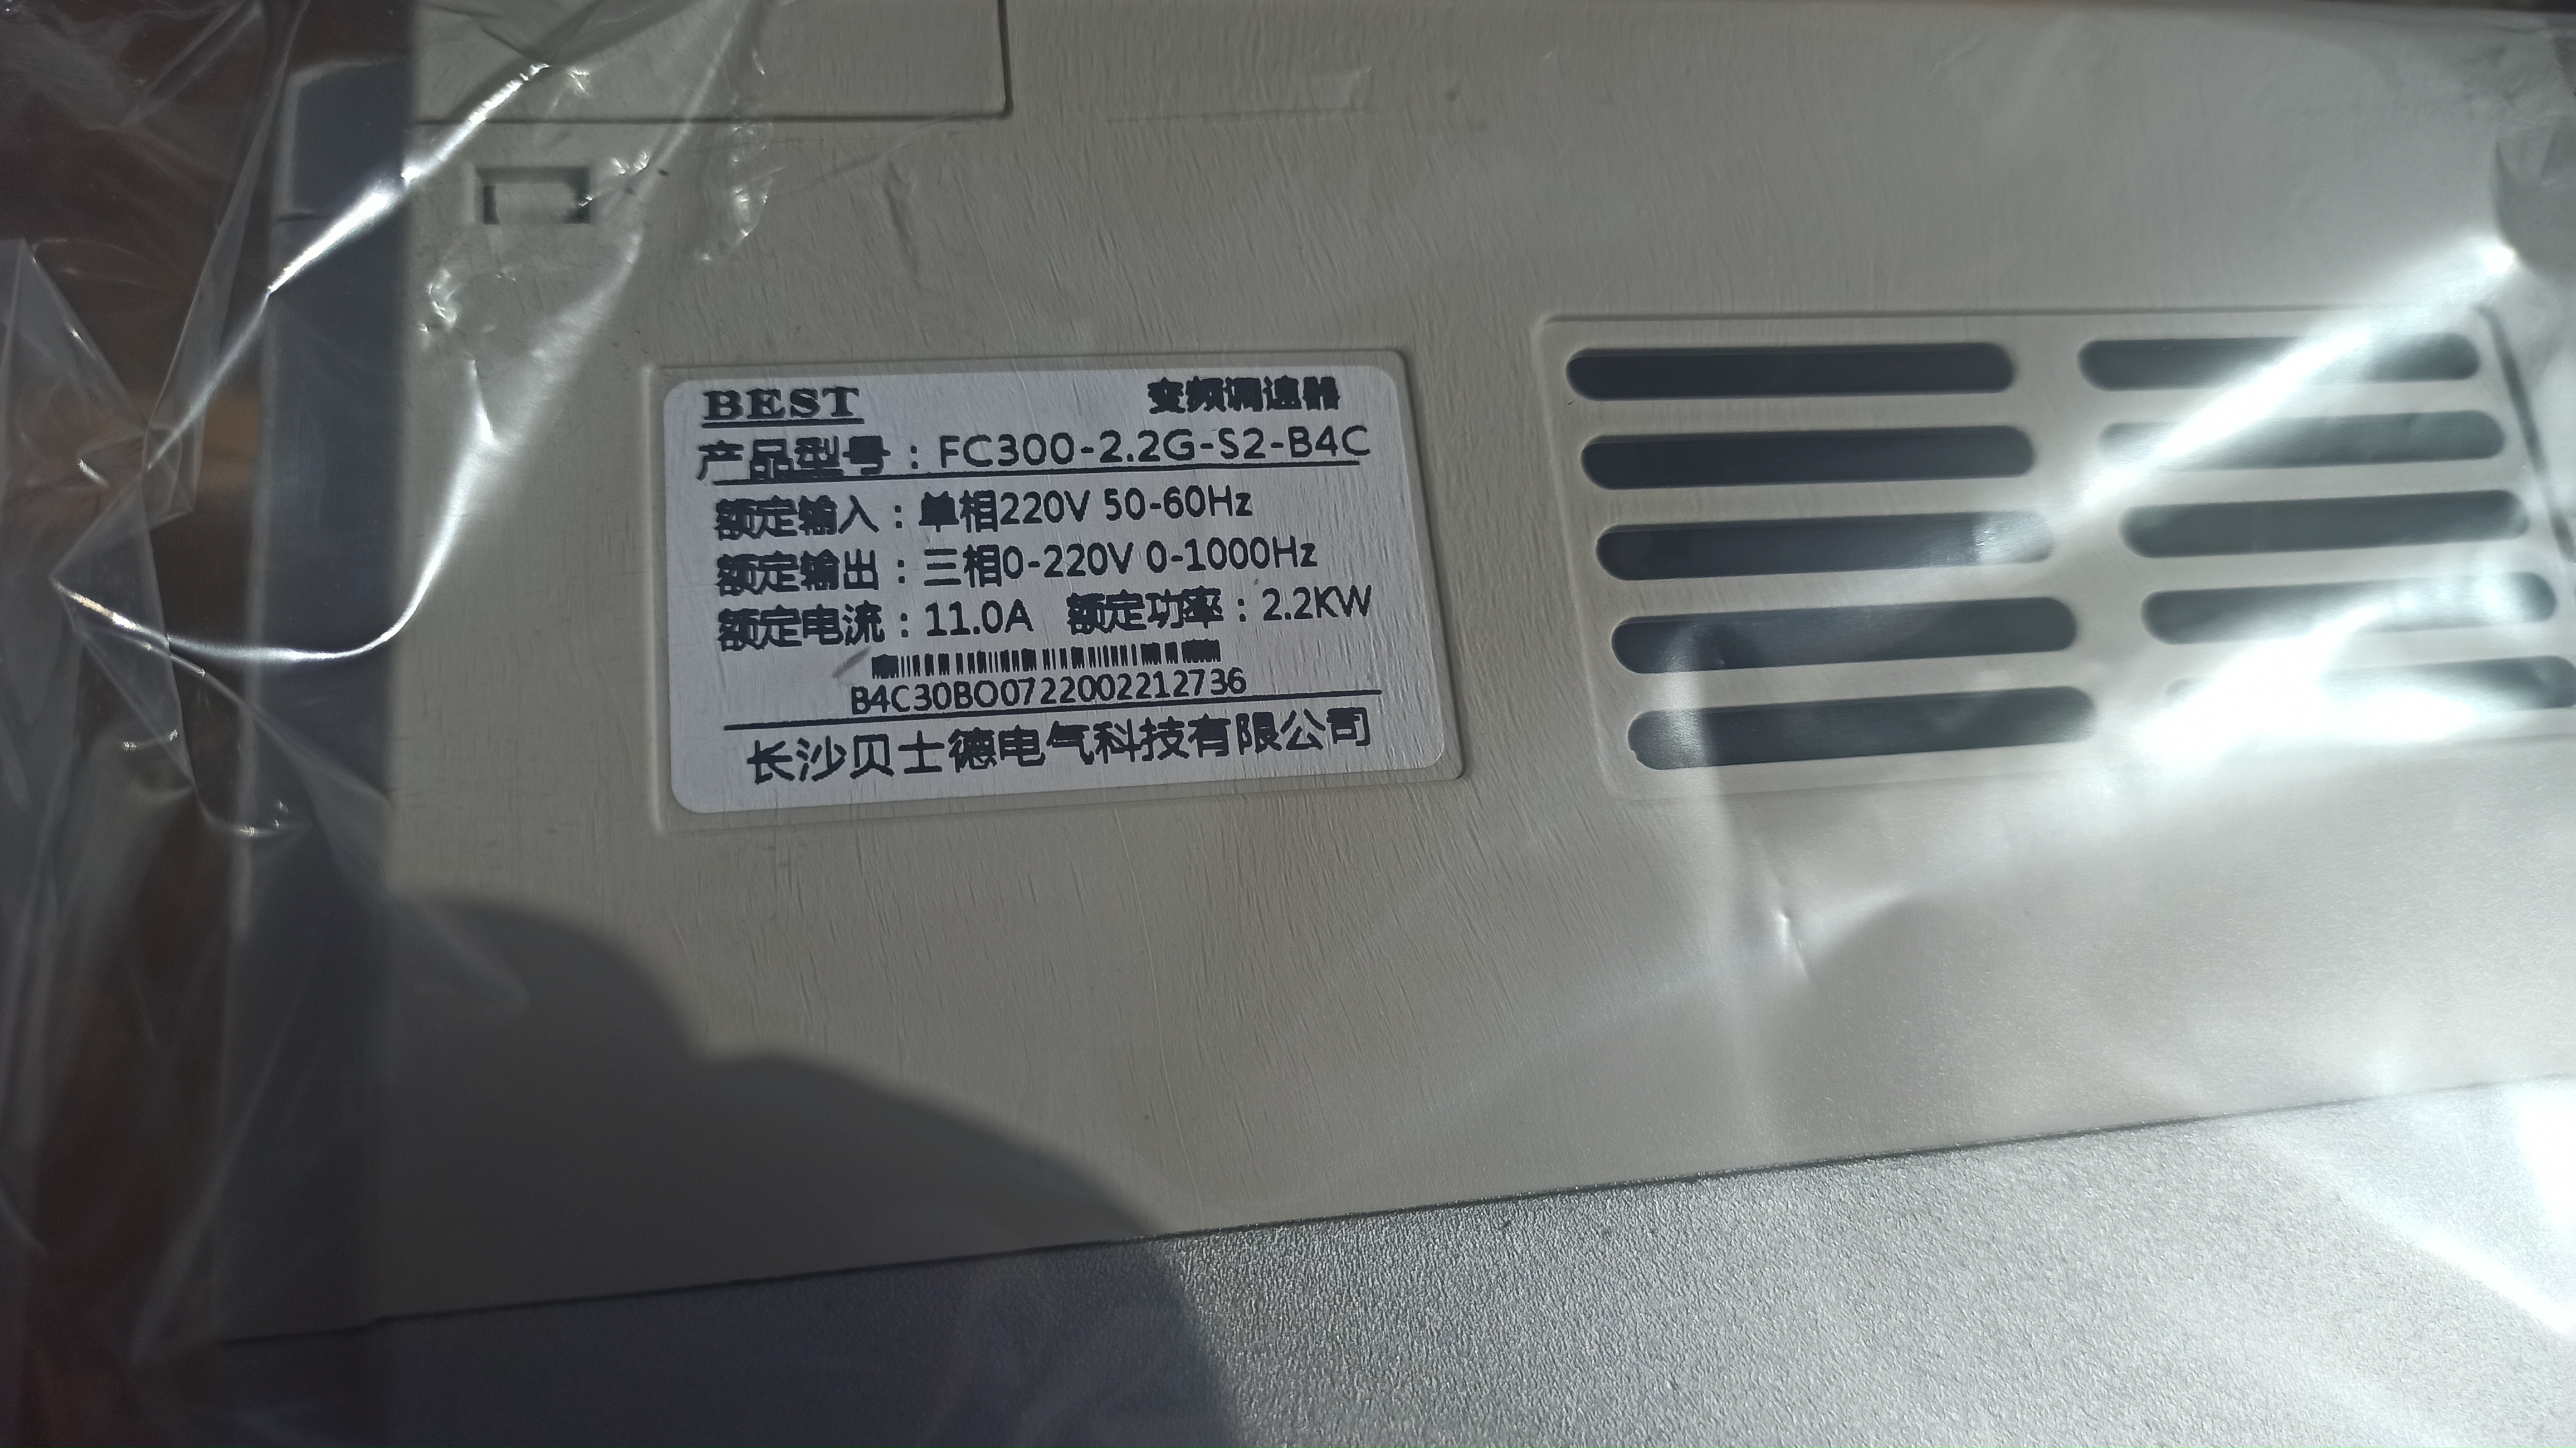 BEST 变频调速器
产品型号：FC300-2.2G-S2-B4C
额定输入：单相220V 50-60Hz
额定输出：三相0-220V 0-1000Hz
额定电流：11.0A 额定功率：2.2KW
B4C30BO0722002212736
长沙贝士德电气科技有限公司